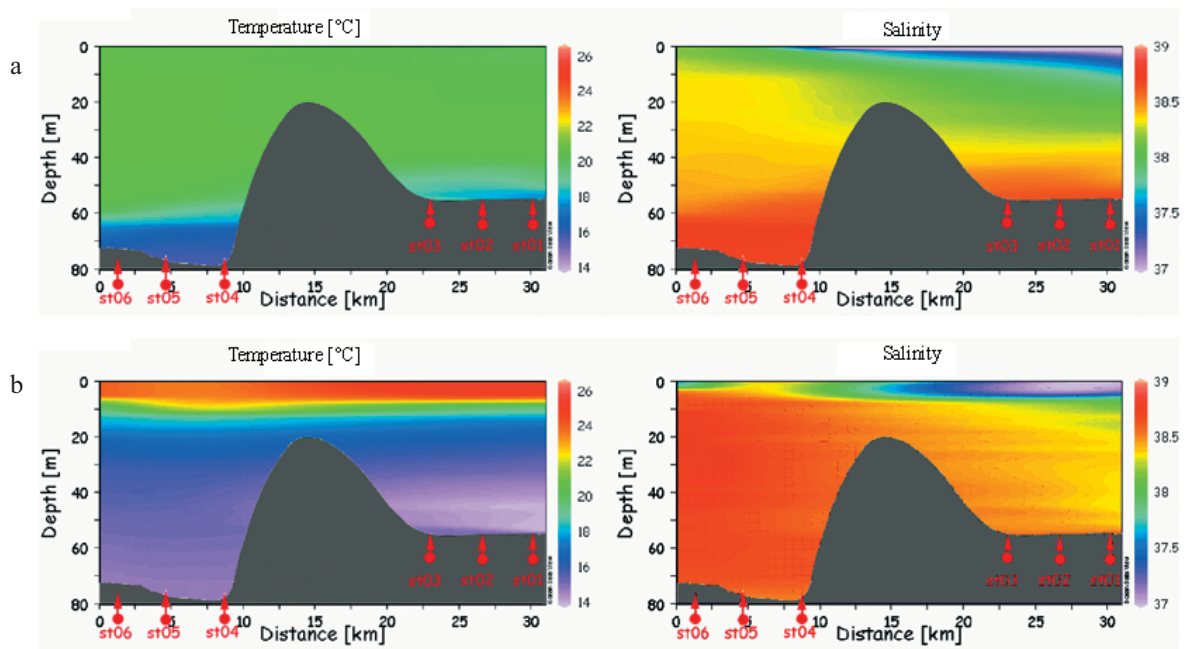 Temperature [°C]
Salinity
a
0
20
40
60
80
Depth [m]
26
24
22
20
18
16
14
st03
st02
st01
st06
st05
st04
0
5
10
15
20
25
30
Distance [km]
0
20
40
60
80
Depth [m]
39
38.5
38
37.5
37
st03
st02
st01
st06
st05
st04
0
5
10
15
20
25
30
Distance [km]
Temperature [°C]
Salinity
b
0
20
40
60
80
Depth [m]
26
24
22
20
18
16
14
st03
st02
st01
st06
st05
st04
0
5
10
15
20
25
30
Distance [km]
0
20
40
60
80
Depth [m]
39
38.5
38
37.5
37
st03
st02
st01
st06
st05
st04
0
5
10
15
20
25
30
Distance [km]